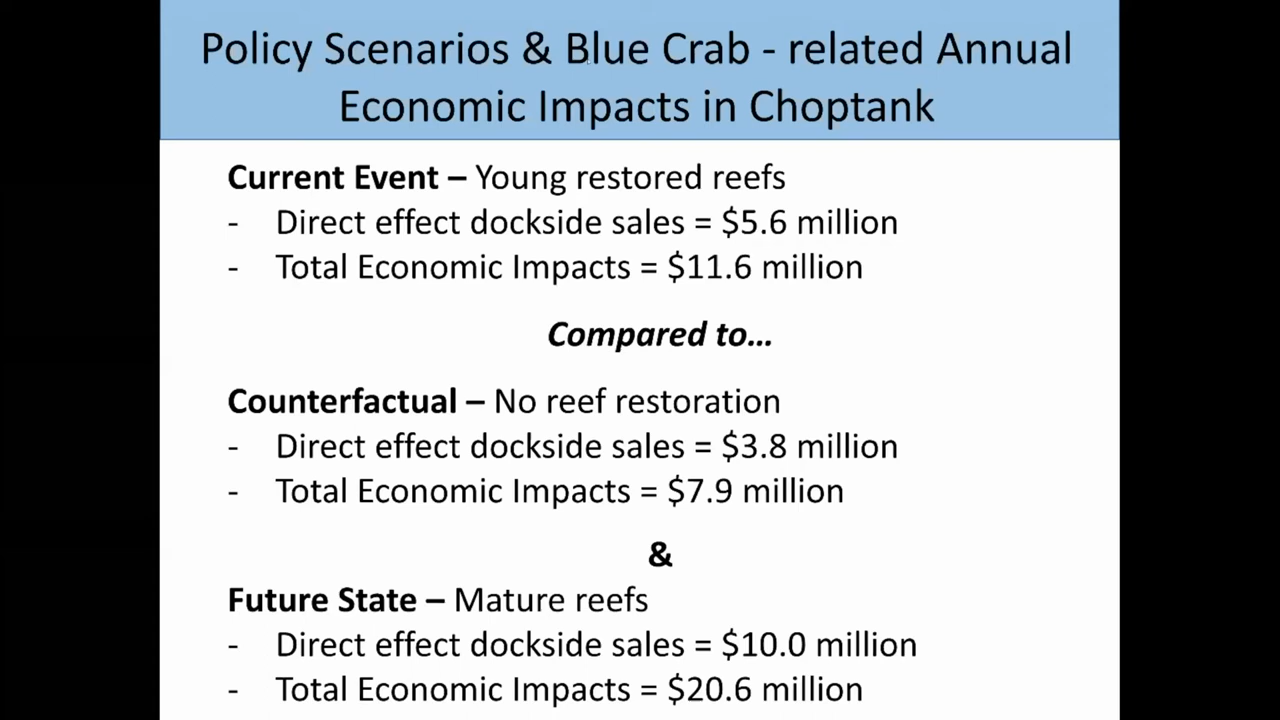 Policy Scenarios & Blue Crab - related Annual
Economic Impacts in Choptank
Current Event – Young restored reefs
- Direct effect dockside sales = $5.6 million
- Total Economic Impacts = $11.6 million
Compared to…
Counterfactual – No reef restoration
- Direct effect dockside sales = $3.8 million
- Total Economic Impacts = $7.9 million
&
Future State – Mature reefs
- Direct effect dockside sales = $10.0 million
- Total Economic Impacts = $20.6 million